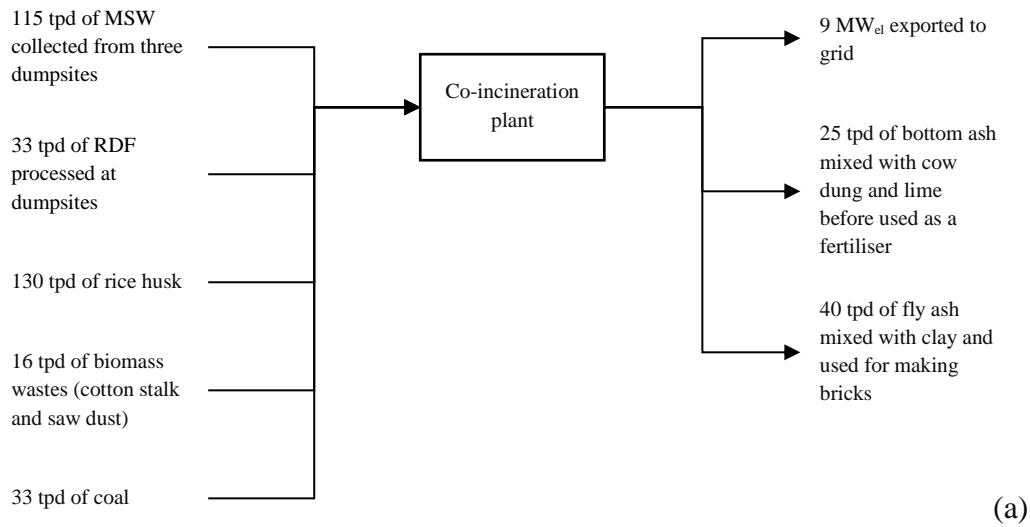 115 tpd of MSW
collected from three
dumpsites
33 tpd of RDF
processed at
dumpsites
130 tpd of rice husk
16 tpd of biomass
wastes (cotton stalk
and saw dust)
33 tpd of coal
Co-incineration
plant
9 MWel exported to
grid
25 tpd of bottom ash
mixed with cow
dung and lime
before used as a
fertiliser
40 tpd of fly ash
mixed with clay and
used for making
bricks
(a)